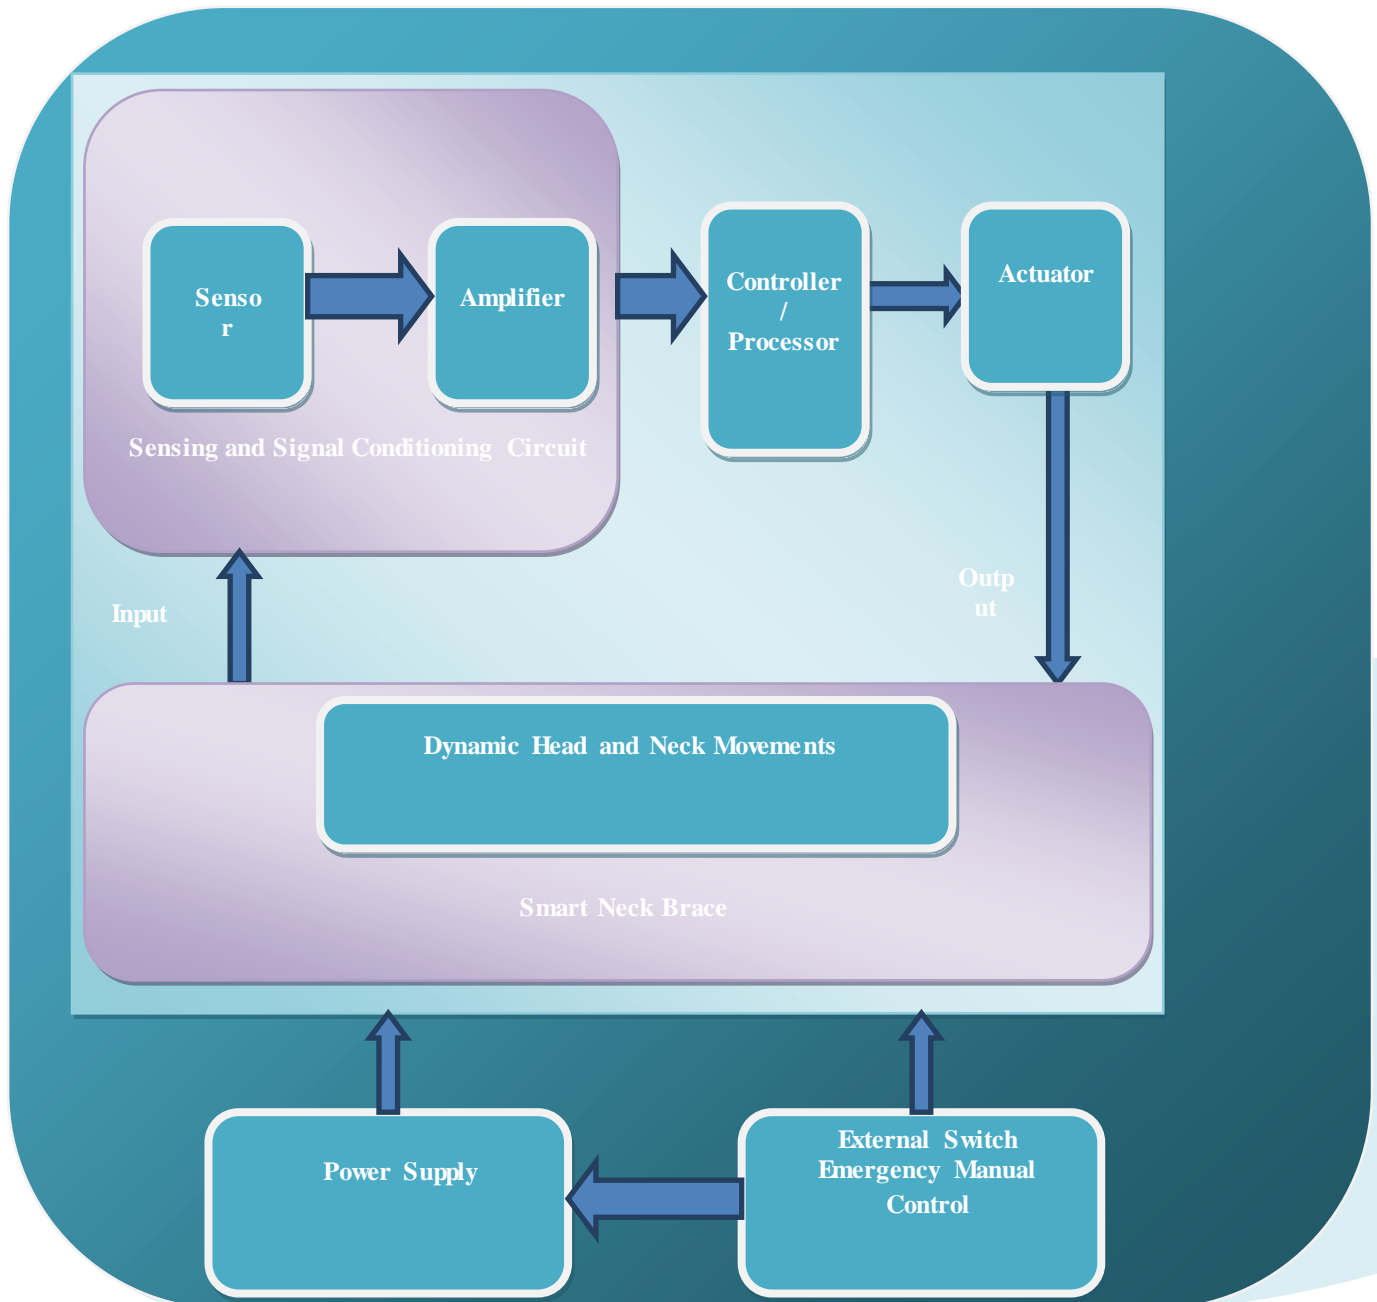 Senso
r
Amplifier
Controller
/
Processor
Actuator
Sensing and Signal Conditioning Circuit
Input
Outp
ut
Dynamic Head and Neck Movements
Smart Neck Brace
Power Supply
External Switch
Emergency Manual
Control